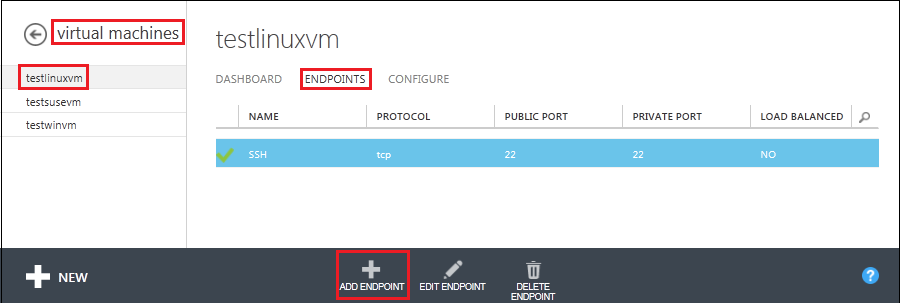 virtual machines
testlinuxvm
testsusevm
testwinvm
testlinuxvm
DASHBOARD ENDPOINTS CONFIGURE
NAME PROTOCOL PUBLIC PORT PRIVATE PORT LOAD BALANCED
SSH tcp 22 22 NO
NEW
ADD ENDPOINT EDIT ENDPOINT DELETE
ENDPOINT
?